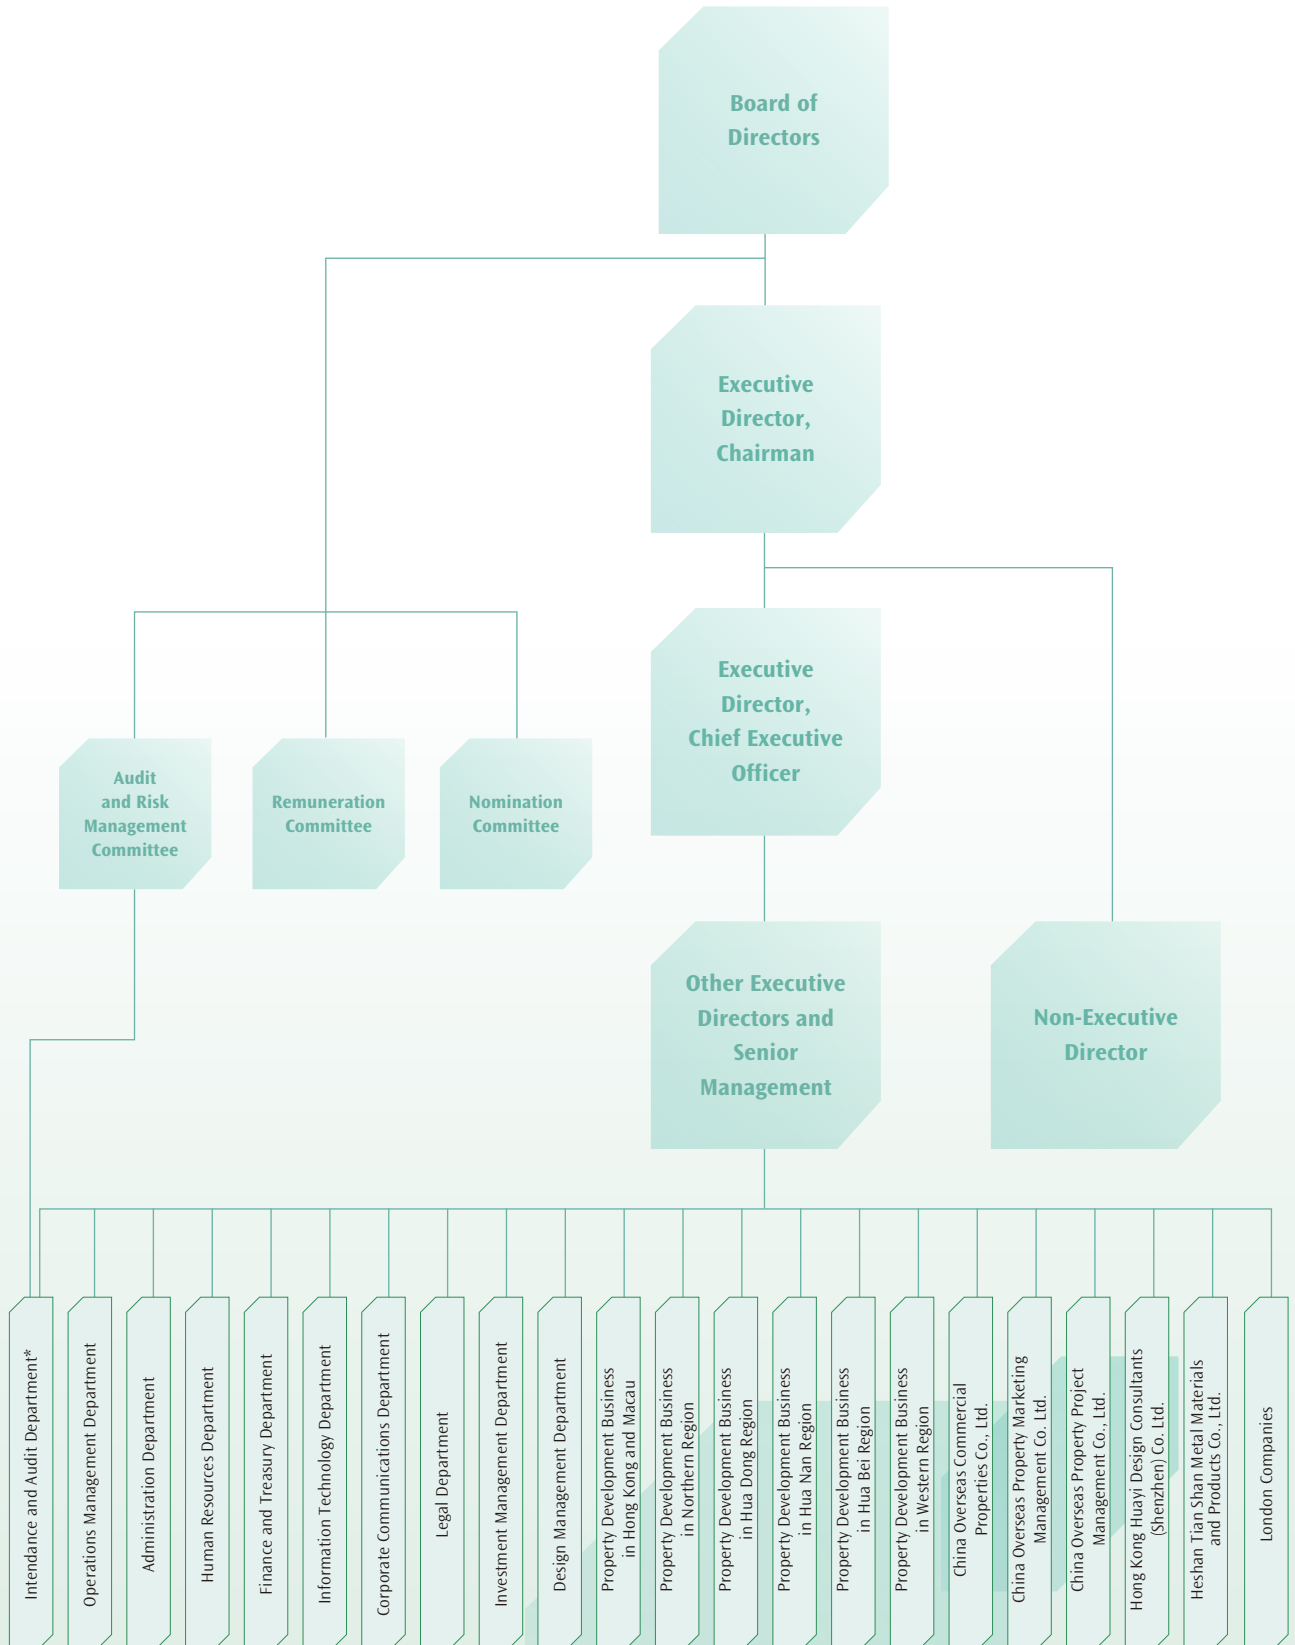 Board of
Directors
Executive
Director,
Chairman
Executive
Director,
Chief Executive
Officer
Audit
and Risk
Management
Committee
Remuneration
Committee
Nomination
Committee
Other Executive
Directors and
Senior
Management
Non-Executive
Director
Intendance and Audit Department*
Operations Management Department
Administration Department
Human Resources Department
Finance and Treasury Department
Information Technology Department
Corporate Communications Department
Legal Department
Investment Management Department
Design Management Department
Property Development Business
in Hong Kong and Macau
Property Development Business
in Northern Region
Property Development Business
in Hua Dong Region
Property Development Business
in Hua Nan Region
Property Development Business
in Hua Bei Region
Property Development Business
in Western Region
China Overseas Commercial
Properties Co., Ltd.
China Overseas Property Marketing
Management Co. Ltd.
China Overseas Property Project
Management Co., Ltd.
Hong Kong Huayi Design Consultants
(Shenzhen) Co. Ltd.
Heshan Tian Shan Metal Materials
and Products Co., Ltd
London Companies